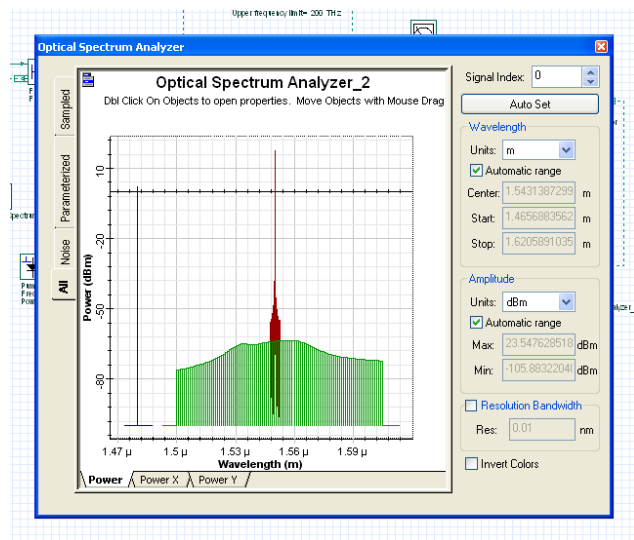 Upper frequency limit= 200 THz
Optical Spectrum Analyzer
Optical Spectrum Analyzer_2
Dbl Click On Objects to open properties. Move Objects with Mouse Drag
Sampled
Parameterized
Noise
All
Power (dBm)
10
-20
-50
-80
1.47 µ
1.5 µ
1.53 µ
1.56 µ
1.59 µ
Wavelength (m)
Power
Power X
Power Y
Signal Index: 0
Auto Set
Wavelength
Units: m
Automatic range
Center: 1.5431387299 m
Start: 1.4656883562 m
Stop: 1.6205891035 m
Amplitude
Units: dBm
Automatic range
Max: 23.547628518 dBm
Min: -105.8832204 dBm
Resolution Bandwidth
Res: 0.01 nm
Invert Colors